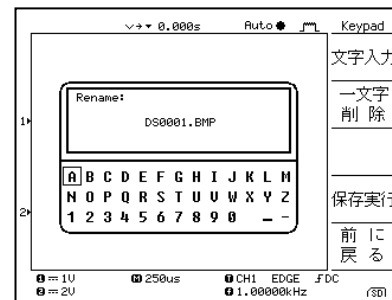 0.000s Auto Keypad
文字入力
Rename:
一文字
削 除
DS0001.BMP
1
A B C D E F G H I J K L M
N O P Q R S T U V W X Y Z
保存実行
2
1 2 3 4 5 6 7 8 9 0 _ -
前 に
戻 る
1 1V M 250us 1 CH1 EDGE DC
2 2V 1.00000kHz
SD